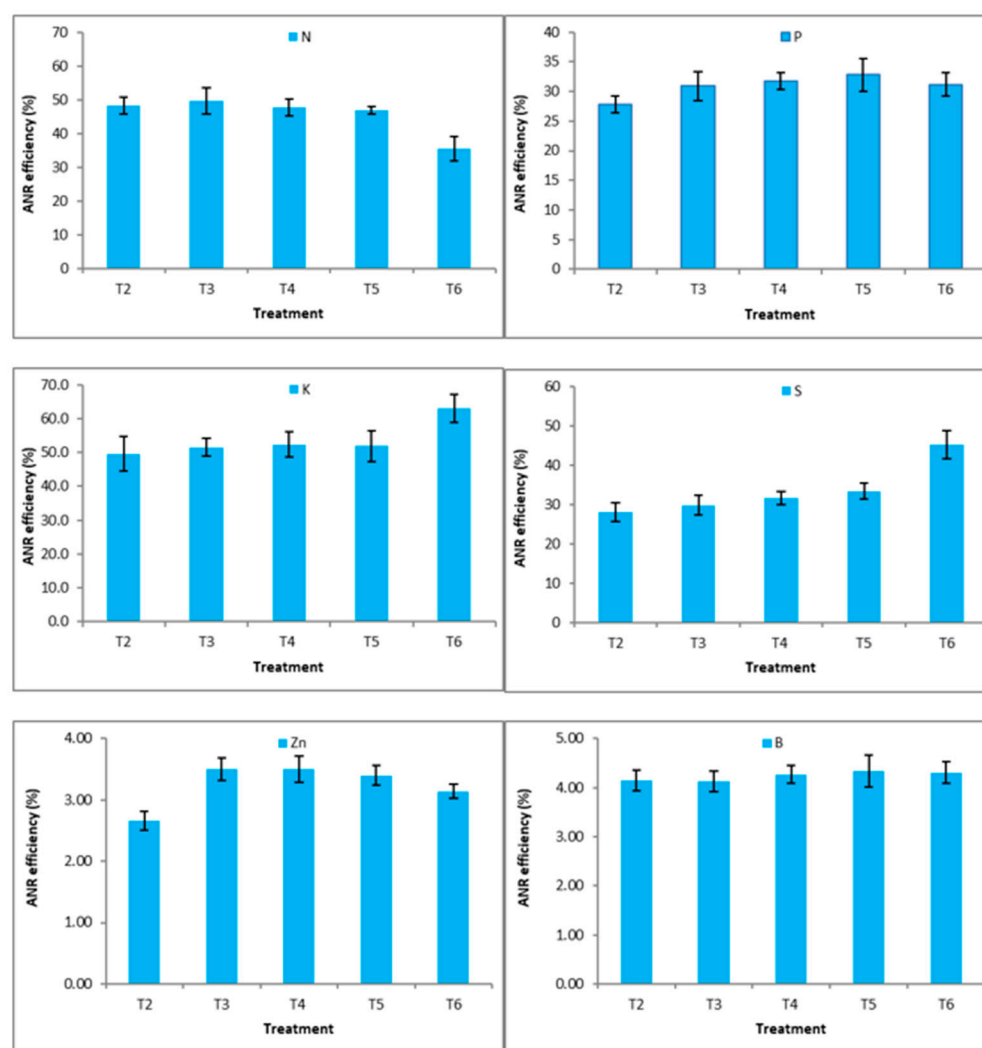 N
ANR efficiency (%)
70
60
50
40
30
20
10
0
T2 T3 T4 T5 T6
Treatment
P
ANR efficiency (%)
40
35
30
25
20
15
10
5
0
T2 T3 T4 T5 T6
Treatment
K
ANR efficiency (%)
70.0
60.0
50.0
40.0
30.0
20.0
10.0
0.0
T2 T3 T4 T5 T6
Treatment
S
ANR efficiency (%)
60
50
40
30
20
10
0
T2 T3 T4 T5 T6
Treatment
Zn
ANR efficiency (%)
4.00
3.00
2.00
1.00
0.00
T2 T3 T4 T5 T6
Treatment
B
ANR efficiency (%)
5.00
4.00
3.00
2.00
1.00
0.00
T2 T3 T4 T5 T6
Treatment